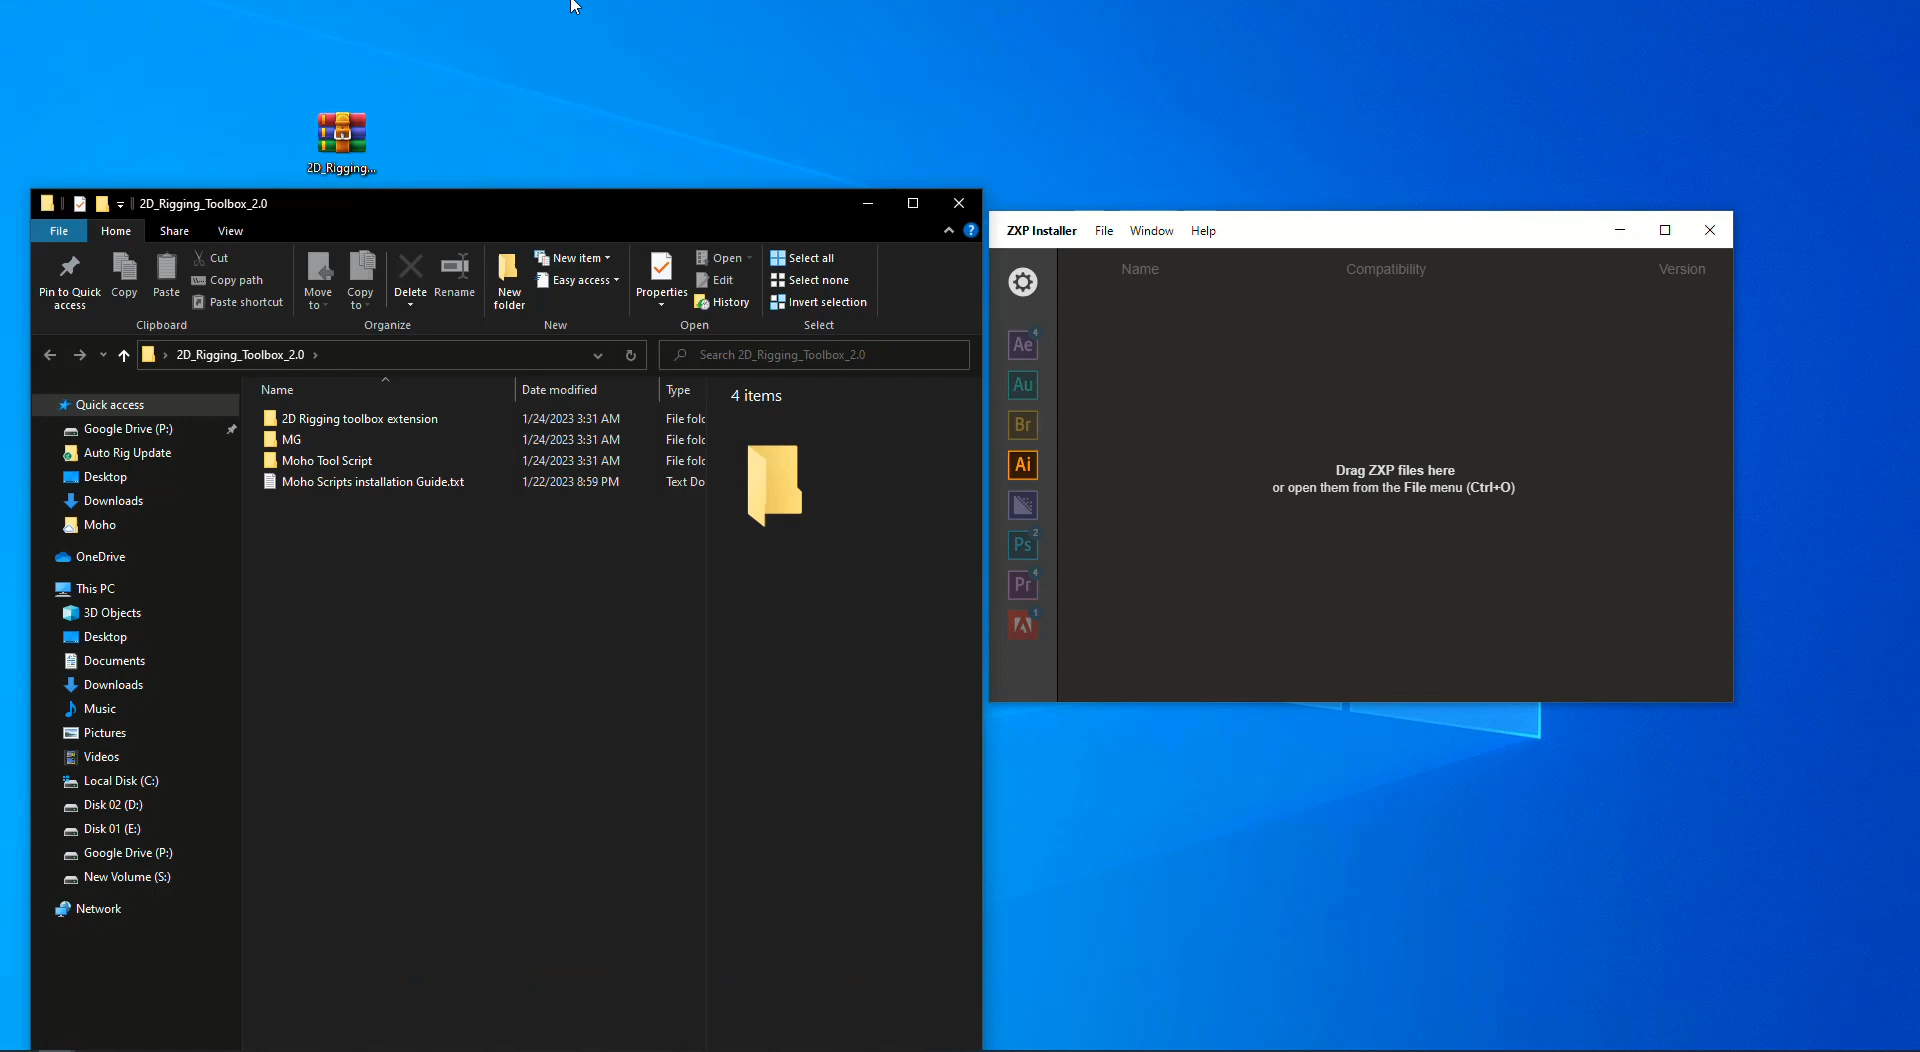 2D_Rigging...
2D_Rigging_Toolbox_2.0
File
Home
Share
View
Pin to Quick access
Copy
Paste
Cut
Copy path
Paste shortcut
Clipboard
Move to
Copy to
Delete
Rename
Organize
New folder
New item
Easy access
New
Properties
Open
Edit
History
Open
Select all
Select none
Invert selection
Select
2D_Rigging_Toolbox_2.0
Search 2D_Rigging_Toolbox_2.0
Quick access
Google Drive (P:)
Auto Rig Update
Desktop
Downloads
Moho
OneDrive
This PC
3D Objects
Desktop
Documents
Downloads
Music
Pictures
Videos
Local Disk (C:)
Disk 02 (D:)
Disk 01 (E:)
Google Drive (P:)
New Volume (S:)
Network
Name
Date modified
Type
2D Rigging toolbox extension
1/24/2023 3:31 AM
File folc
MG
1/24/2023 3:31 AM
File folc
Moho Tool Script
1/24/2023 3:31 AM
File folc
Moho Scripts installation Guide.txt
1/22/2023 8:59 PM
Text Do
4 items
ZXP Installer
File
Window
Help
Name
Compatibility
Version
Ae 4
Au
Br
Ai
Ps 2
Pr 4
1
Drag ZXP files here
or open them from the File menu (Ctrl+O)